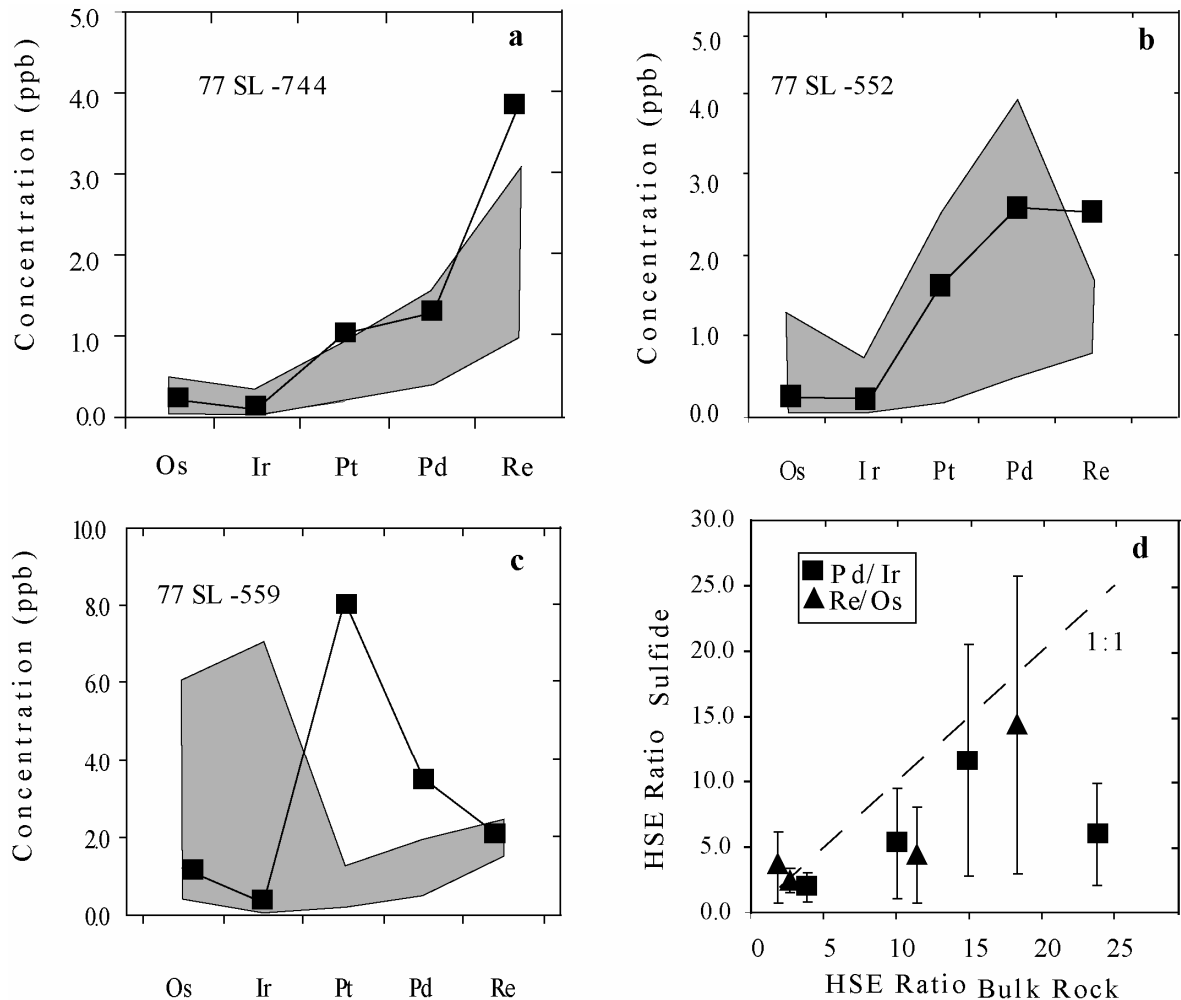 a
77 SL -744
Concentration (ppb)
5.0
4.0
3.0
2.0
1.0
0.0
Os Ir Pt Pd Re
b
77 SL -552
Concentration (ppb)
5.0
4.0
3.0
2.0
1.0
0.0
Os Ir Pt Pd Re
c
77 SL -559
Concentration (ppb)
10.0
8.0
6.0
4.0
2.0
0.0
Os Ir Pt Pd Re
d
Pd/Ir
Re/Os
1:1
HSE Ratio Sulfide
30.0
25.0
20.0
15.0
10.0
5.0
0.0
0 5 10 15 20 25
HSE Ratio Bulk Rock